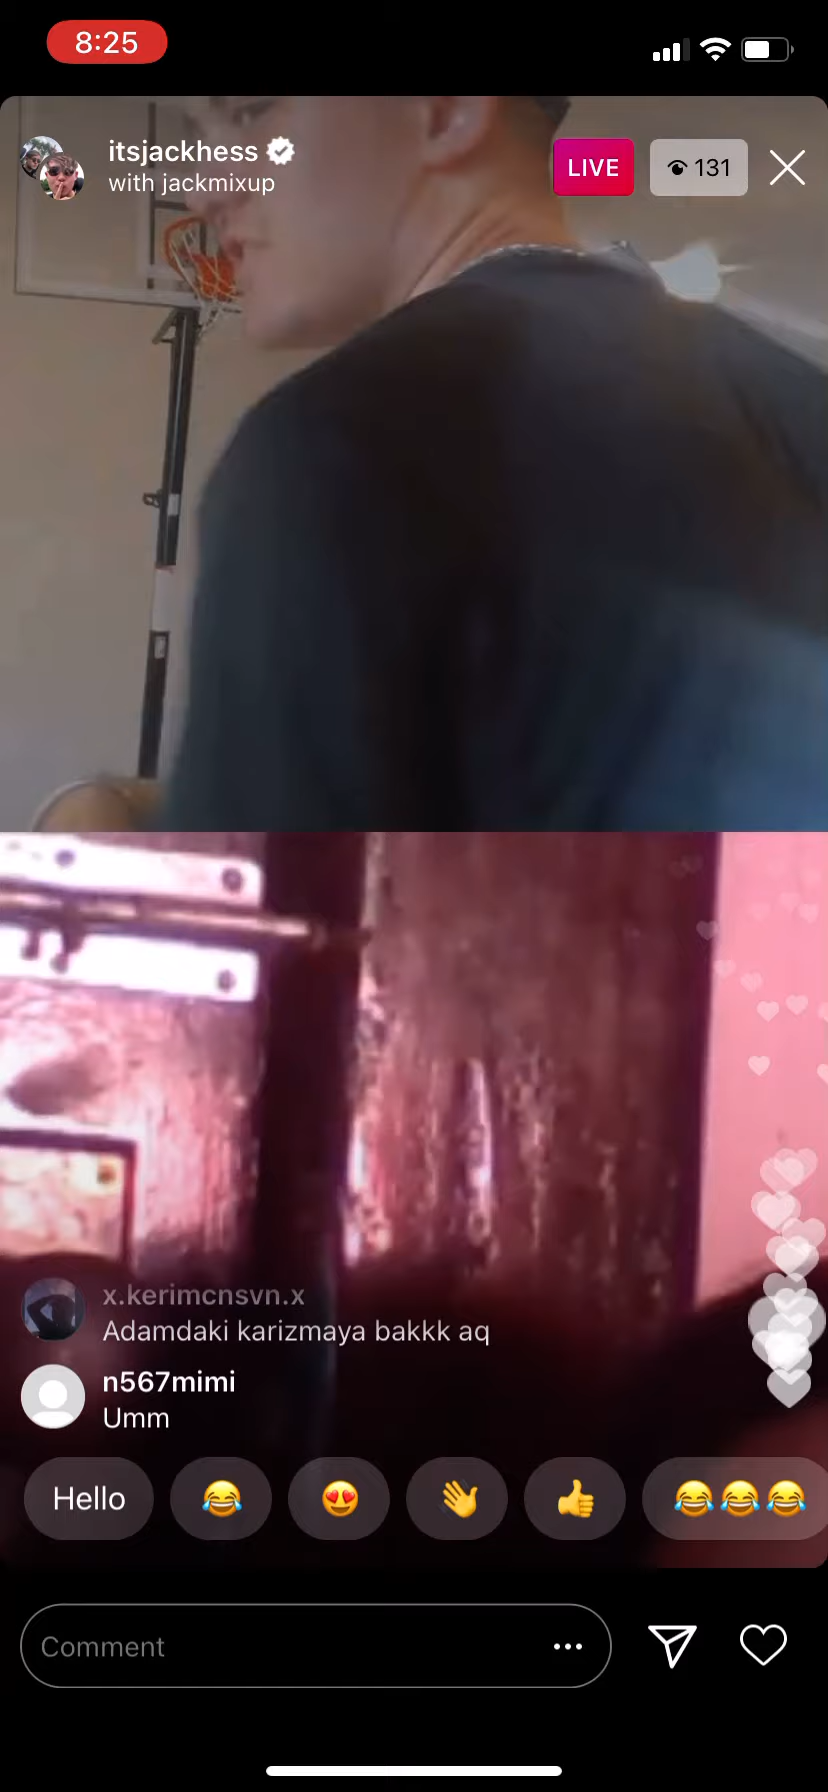 8:25
itsjackhess
with jackmixup
LIVE
131
x.kerimcnsvn.x
Adamdaki karizmaya bakkk aq
n567mimi
Umm
Hello 😂 😍 👋 👍 😂😂😂
Comment